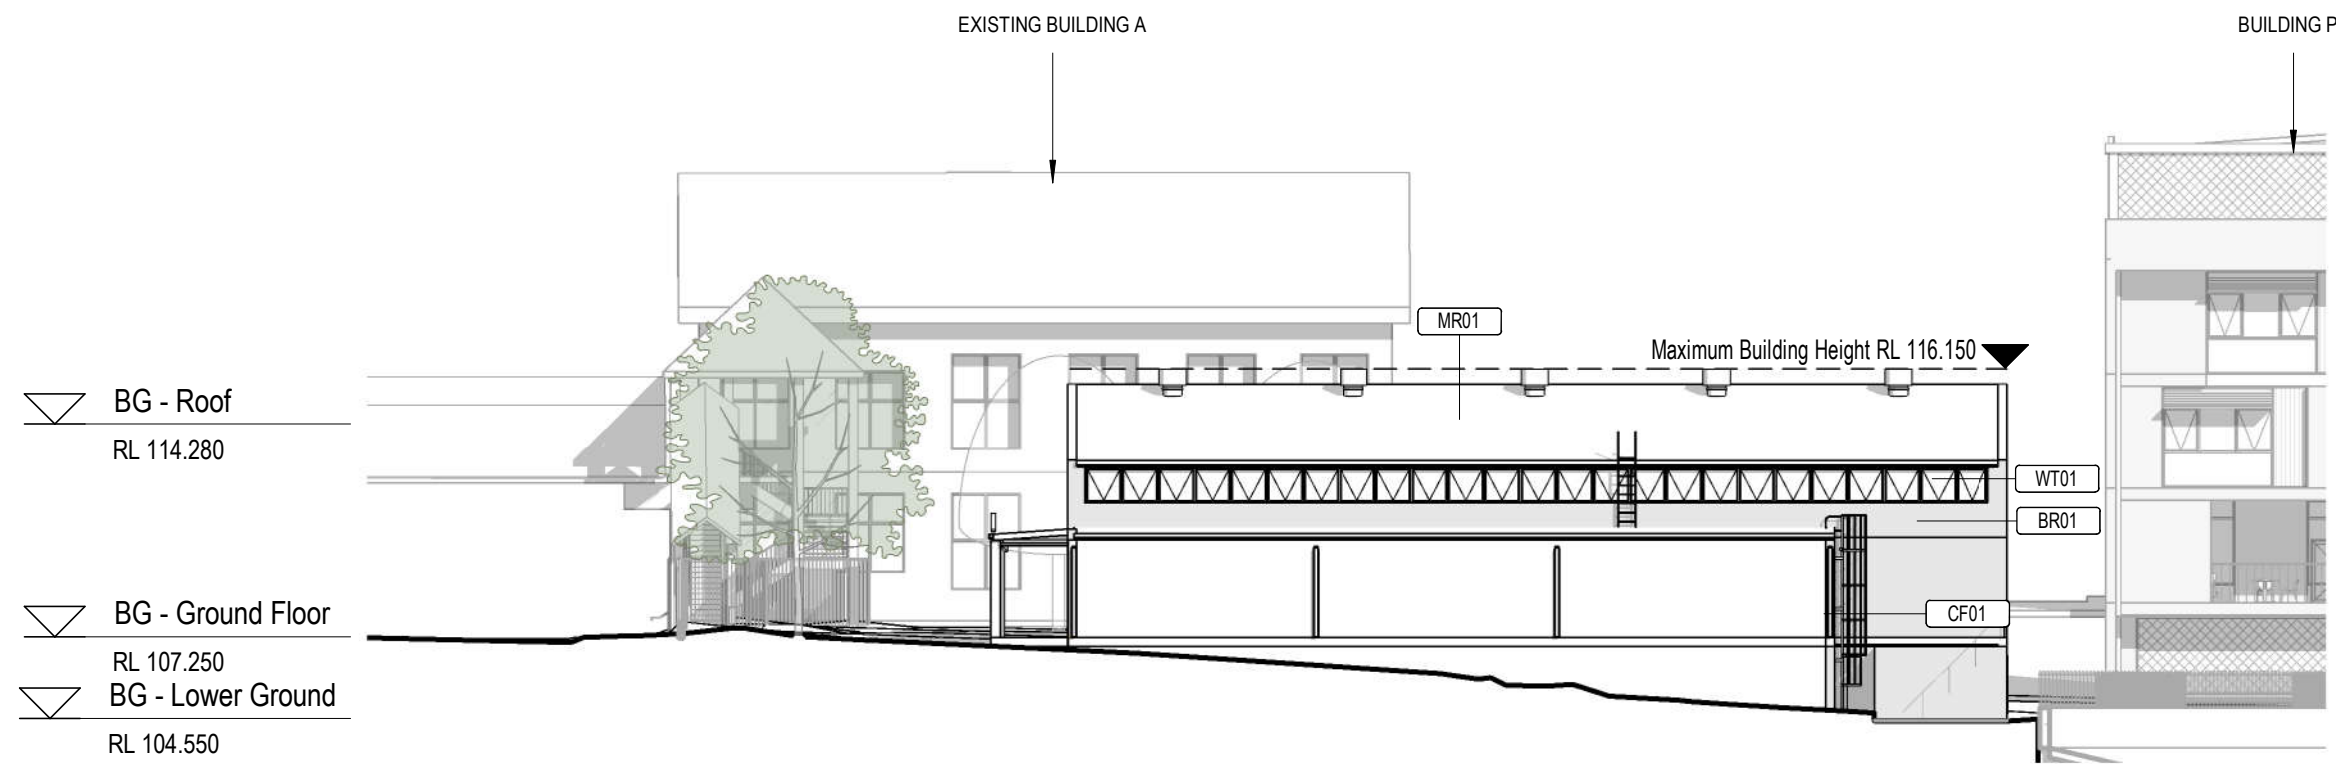 EXISTING BUILDING A
BUILDING P
MR01
Maximum Building Height RL 116.150
BG - Roof
RL 114.280
WT01
BR01
BG - Ground Floor
RL 107.250
CF01
BG - Lower Ground
RL 104.550